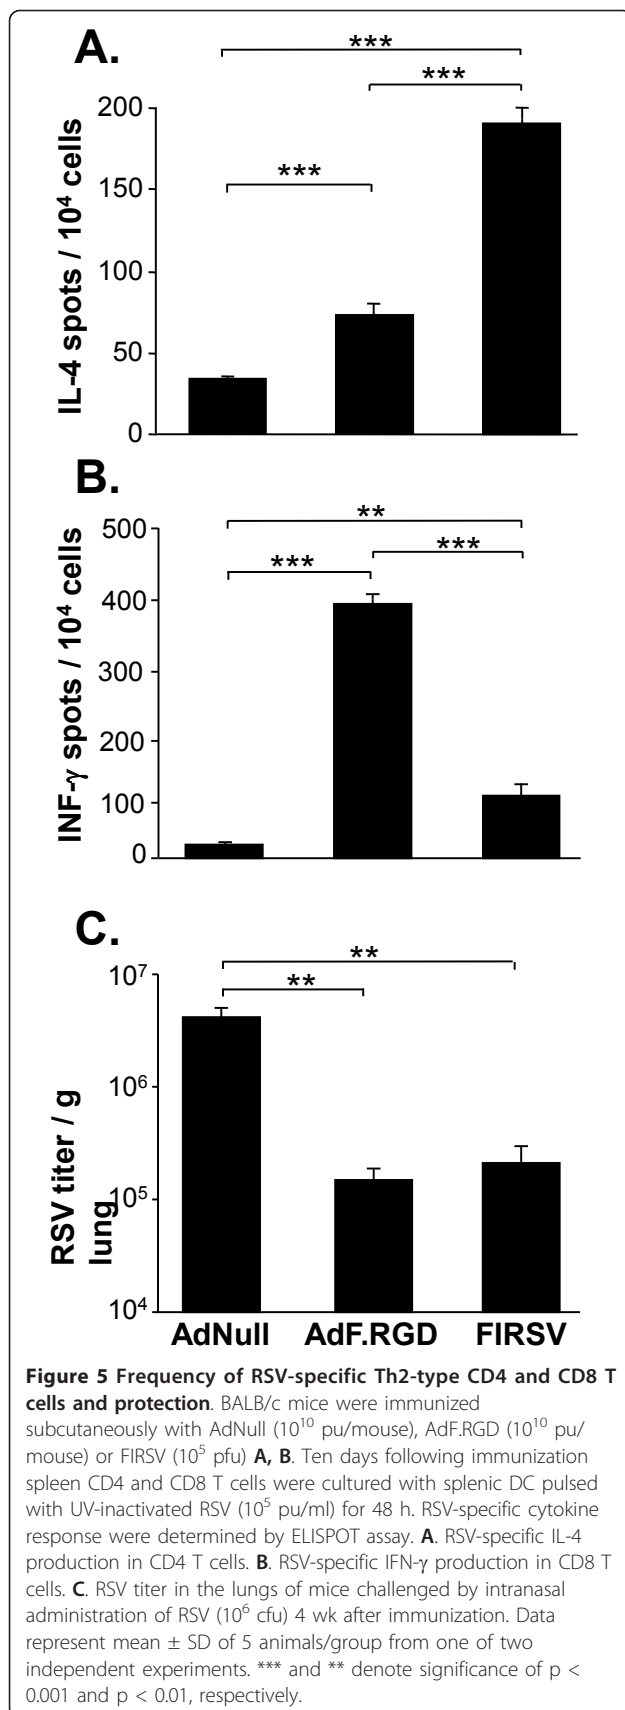 A.
***
***
***
200
150
100
50
0
IL-4 spots / 10⁴ cells
B.
**
***
***
500
400
300
200
100
0
INF-γ spots / 10⁴ cells
C.
**
**
10⁷
10⁶
10⁵
10⁴
RSV titer / g
lung
AdNull AdF.RGD FIRSV
Figure 5 Frequency of RSV-specific Th2-type CD4 and CD8 T
cells and protection. BALB/c mice were immunized
subcutaneously with AdNull (10¹⁰ pu/mouse), AdF.RGD (10¹⁰ pu/
mouse) or FIRSV (10⁵ pfu) A, B. Ten days following immunization
spleen CD4 and CD8 T cells were cultured with splenic DC pulsed
with UV-inactivated RSV (10⁵ pu/ml) for 48 h. RSV-specific cytokine
response were determined by ELISPOT assay. A. RSV-specific IL-4
production in CD4 T cells. B. RSV-specific IFN-γ production in CD8 T
cells. C. RSV titer in the lungs of mice challenged by intranasal
administration of RSV (10⁶ cfu) 4 wk after immunization. Data
represent mean ± SD of 5 animals/group from one of two
independent experiments. *** and ** denote significance of p <
0.001 and p < 0.01, respectively.